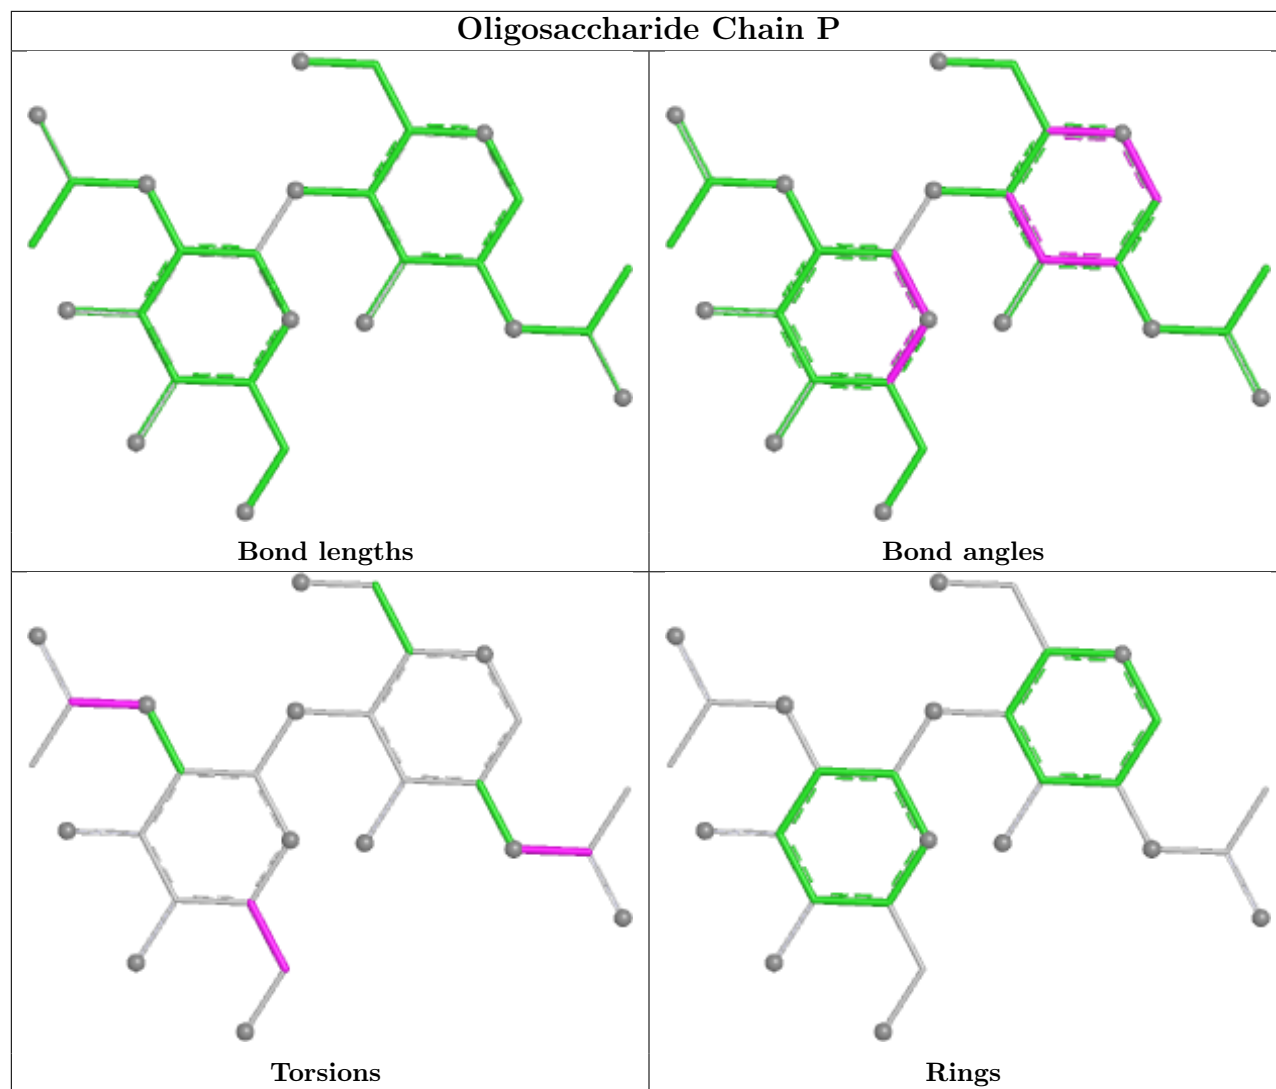 Oligosaccharide Chain P
Bond lengths
Bond angles
Torsions
Rings